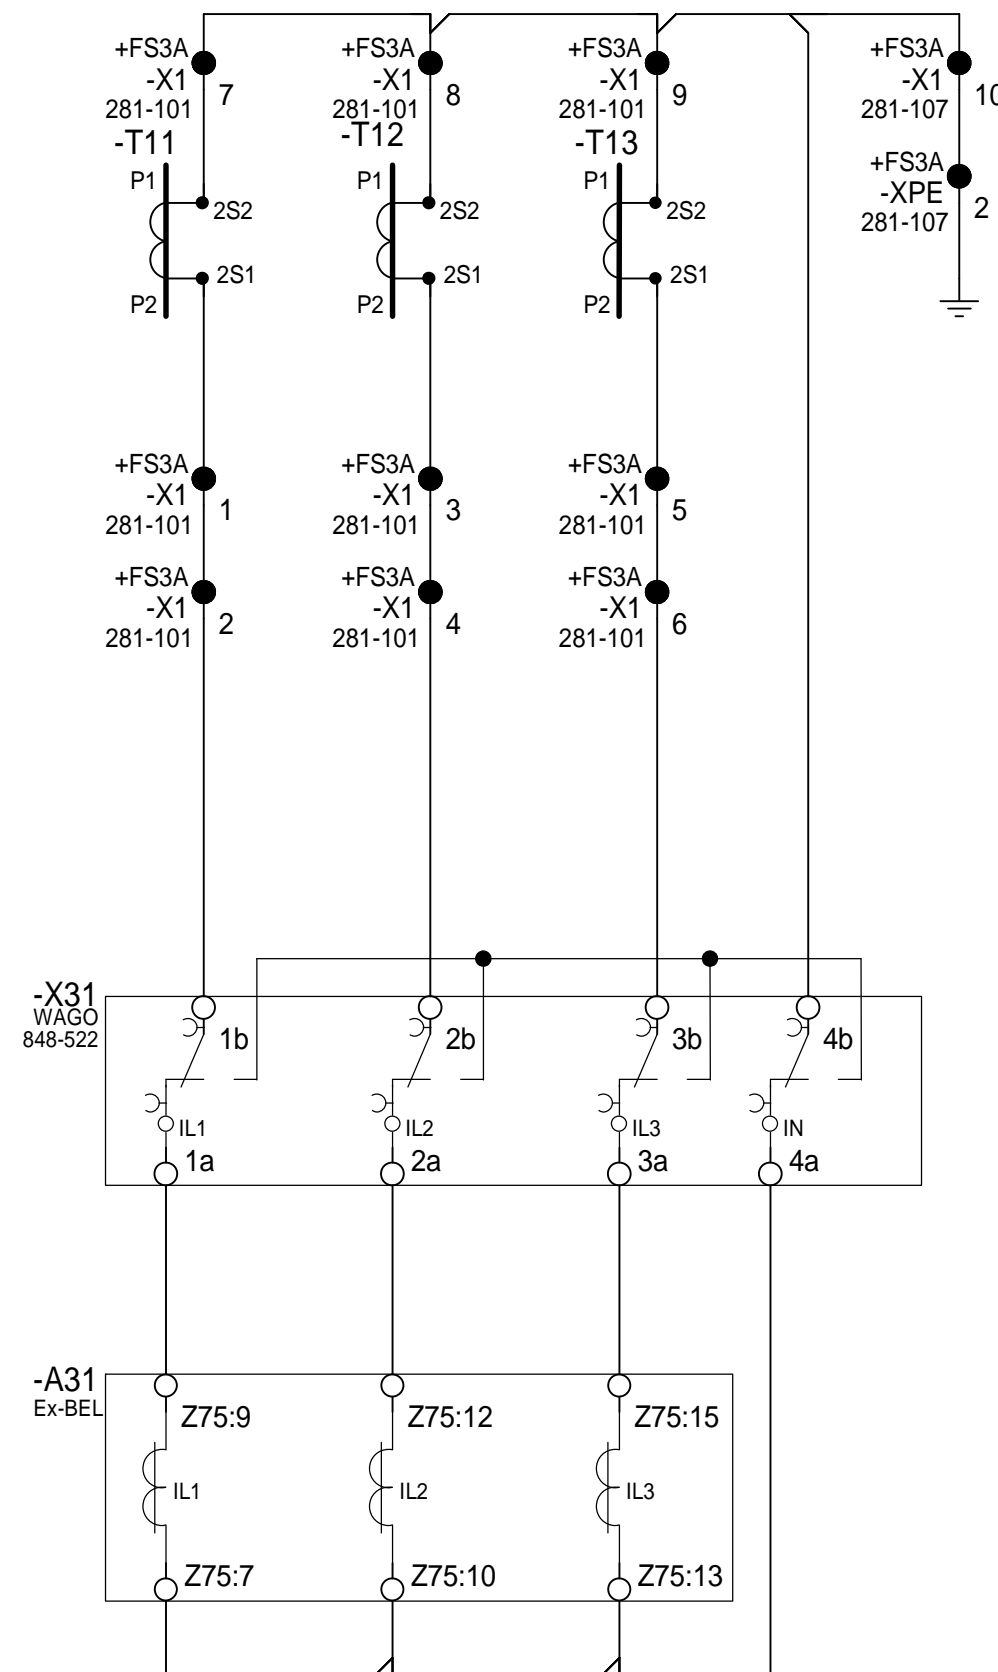 +FS3A
-X1
281-101
7
+FS3A
-X1
281-101
8
+FS3A
-X1
281-101
9
+FS3A
-X1
281-107
10
-T11
P1
2S2
2S1
P2
-T12
P1
2S2
2S1
P2
-T13
P1
2S2
2S1
P2
+FS3A
-XPE
281-107
2
+FS3A
-X1
281-101
1
+FS3A
-X1
281-101
3
+FS3A
-X1
281-101
5
+FS3A
-X1
281-101
2
+FS3A
-X1
281-101
4
+FS3A
-X1
281-101
6
-X31
WAGO
848-522
1b
2b
3b
4b
IL1
IL2
IL3
IN
1a
2a
3a
4a
-A31
Ex-BEL
Z75:9
Z75:12
Z75:15
IL1
IL2
IL3
Z75:7
Z75:10
Z75:13